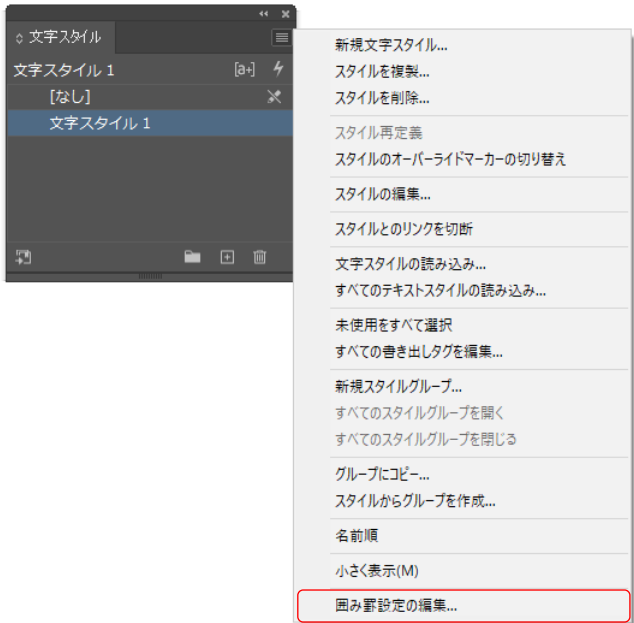 文字スタイル
文字スタイル 1
[a+]
[なし]
文字スタイル 1
新規文字スタイル...
スタイルを複製...
スタイルを削除...
スタイル再定義
スタイルのオーバーライドマーカーの切り替え
スタイルの編集...
スタイルとのリンクを切断
文字スタイルの読み込み...
すべてのテキストスタイルの読み込み...
未使用をすべて選択
すべての書き出しタグを編集...
新規スタイルグループ...
すべてのスタイルグループを開く
すべてのスタイルグループを閉じる
グループにコピー...
スタイルからグループを作成...
名前順
小さく表示(M)
囲み罫設定の編集...